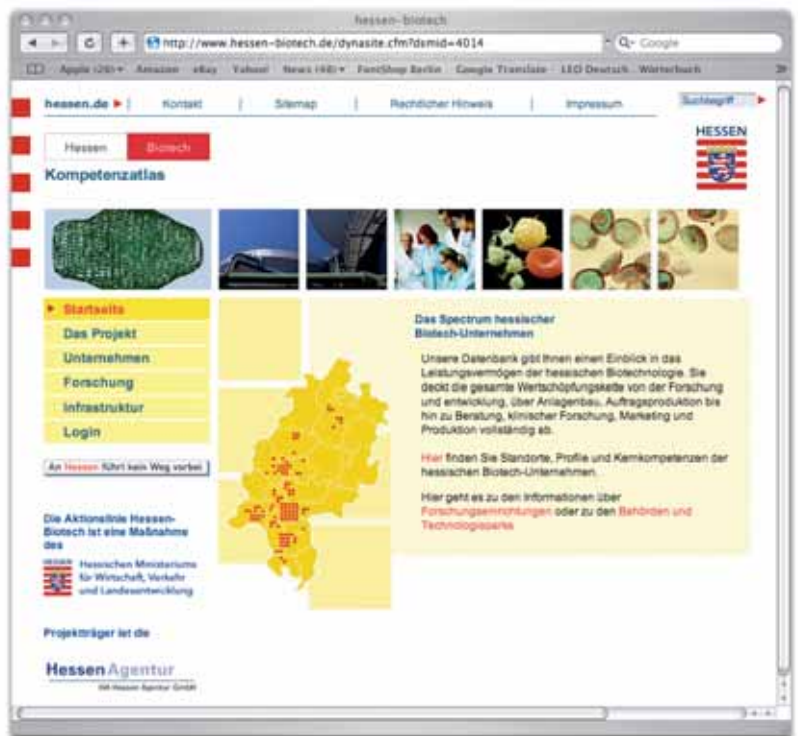 hessen-biotech
http://www.hessen-biotech.de/dynasite.cfm?dsmid=4014
Google
Apple (26) Amazon eBay Yahoo! News (48) FontShop Berlin Google Translate LEO Deutsch Wörterbuch
hessen.de | Kontakt | Sitemap | Rechtlicher Hinweis | Impressum
Suchbegriff
Hessen Biotech
HESSEN
Kompetenzatlas
Startseite
Das Projekt
Unternehmen
Forschung
Infrastruktur
Login
An Hessen führt kein Weg vorbei
Die Aktionslinie Hessen-
Biotech ist eine Maßnahme
des
HESSEN
Hessischen Ministeriums
für Wirtschaft, Verkehr
und Landesentwicklung
Projektträger ist die
HessenAgentur
HA Hessen Agentur GmbH
Das Spectrum hessischer
Biotech-Unternehmen
Unsere Datenbank gibt Ihnen einen Einblick in das
Leistungsvermögen der hessischen Biotechnologie. Sie
deckt die gesamte Wertschöpfungskette von der Forschung
und entwicklung, über Anlagenbau, Auftragsproduktion bis
hin zu Beratung, klinischer Forschung, Marketing und
Produktion vollständig ab.
Hier finden Sie Standorte, Profile und Kernkompetenzen der
hessischen Biotech-Unternehmen.
Hier geht es zu den Informationen über
Forschungseinrichtungen oder zu den Behörden und
Technologieparks